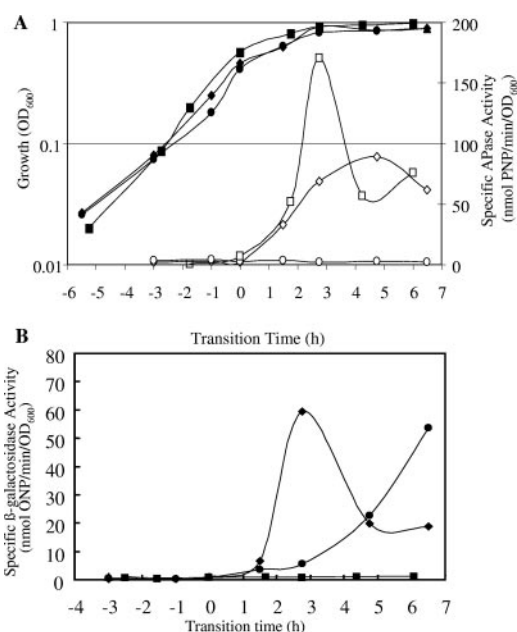 A
Growth (OD600)
1
0.1
0.01
Specific APase Activity
(nmol PNP/min/OD600)
200
150
100
50
0
-6 -5 -4 -3 -2 -1 0 1 2 3 4 5 6 7
Transition Time (h)
B
Specific ß-galactosidase Activity
(nmol ONP/min/OD600)
80
70
60
50
40
30
20
10
0
-4 -3 -2 -1 0 1 2 3 4 5 6 7
Transition time (h)